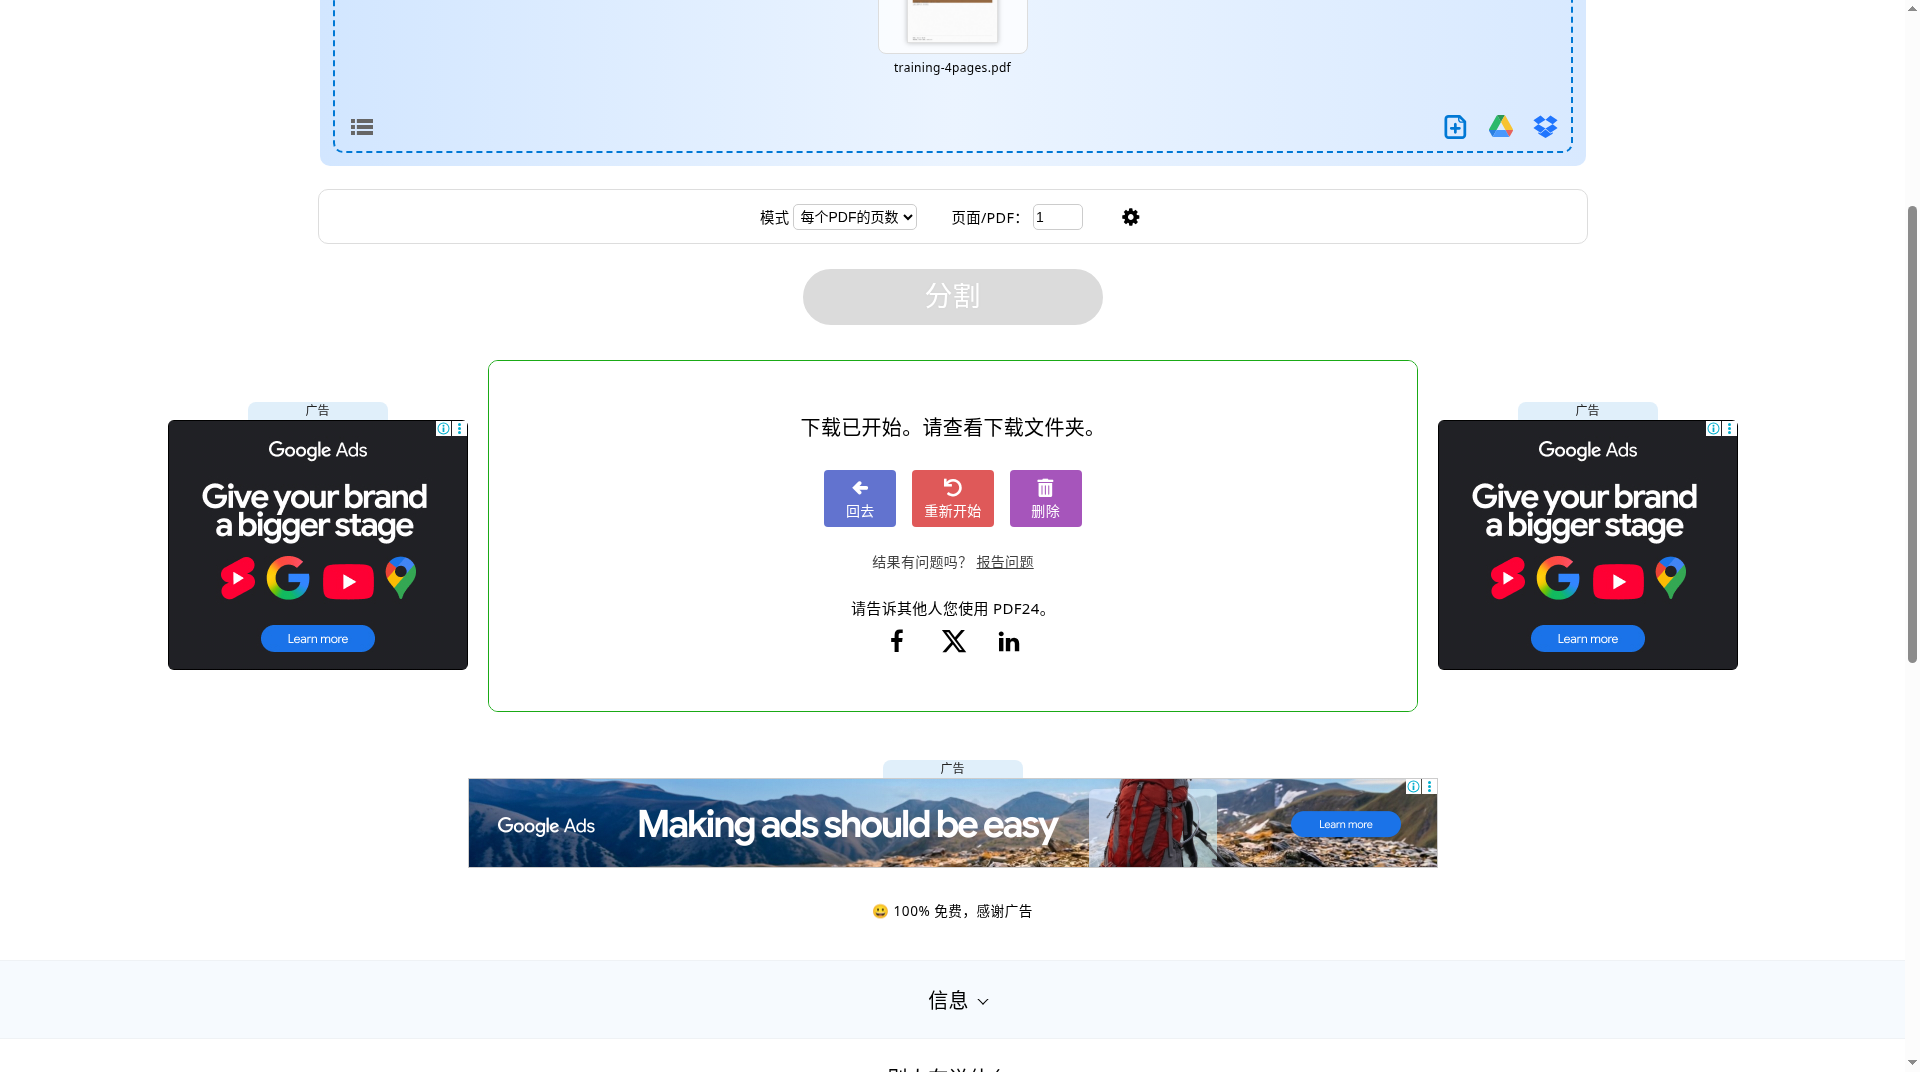 training-4pages.pdf
模式 每个PDF的页数 页面/PDF： 1
分割
下载已开始。请查看下载文件夹。
回去 重新开始 删除
结果有问题吗？ 报告问题
请告诉其他人您使用 PDF24。
广告
Google Ads
Give your brand
a bigger stage
Learn more
广告
Google Ads
Give your brand
a bigger stage
Learn more
广告
Google Ads
Making ads should be easy
Learn more
😀 100% 免费，感谢广告
信息